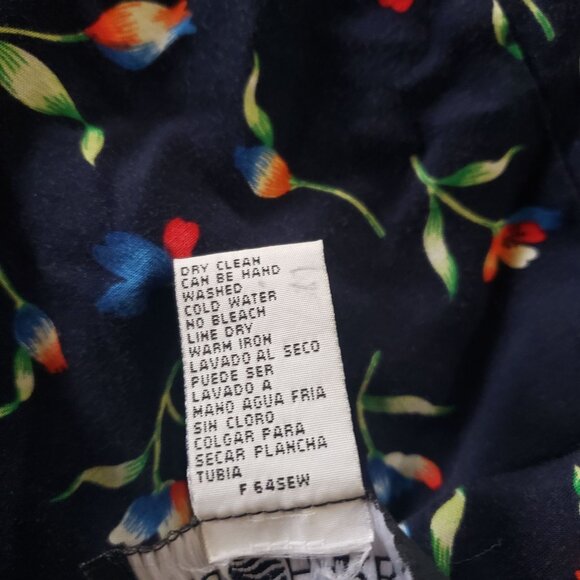 DRY CLEAN
CAN BE HAND
WASHED
COLD WATER
NO BLEACH
LINE DRY
WARM IRON
LAVADO AL SECO
PUEDE SER
LAVADO A
MANO AGUA FRIA
SIN CLORO
COLGAR PARA
SECAR PLANCHA
TUBIA
F 64SEW